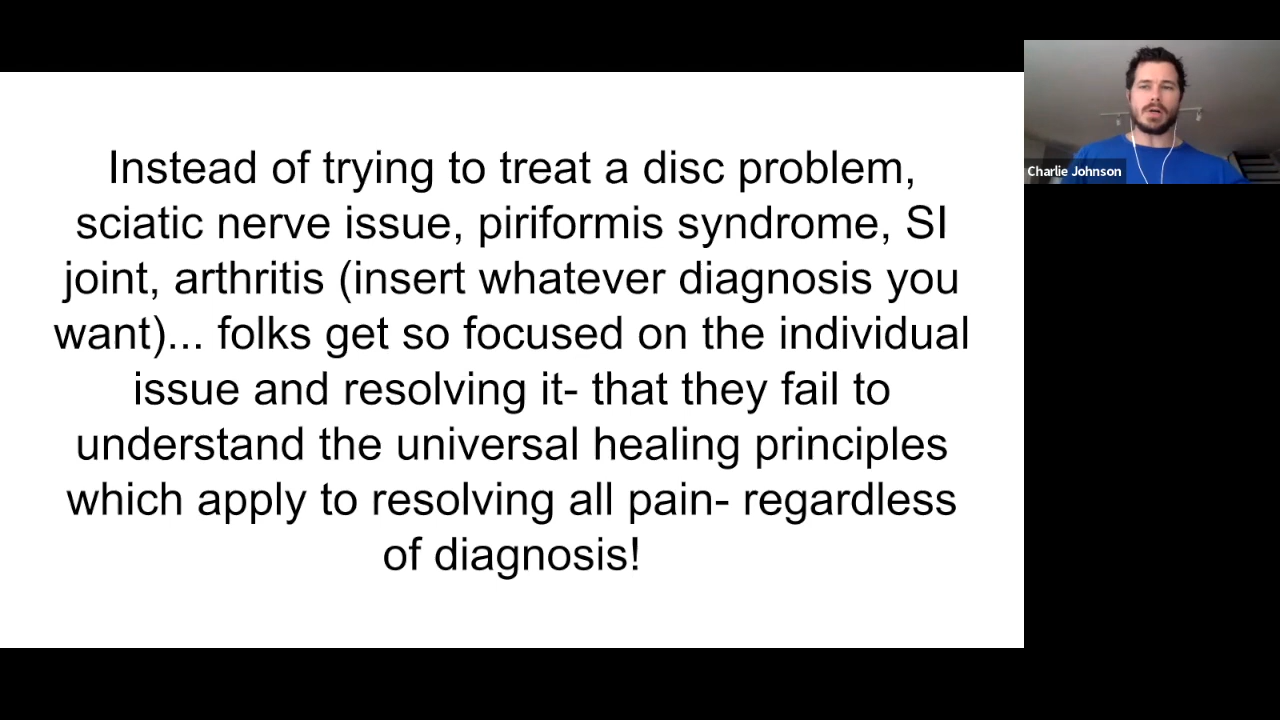 Instead of trying to treat a disc problem,
sciatic nerve issue, piriformis syndrome, SI
joint, arthritis (insert whatever diagnosis you
want)... folks get so focused on the individual
issue and resolving it- that they fail to
understand the universal healing principles
which apply to resolving all pain- regardless
of diagnosis!
Charlie Johnson